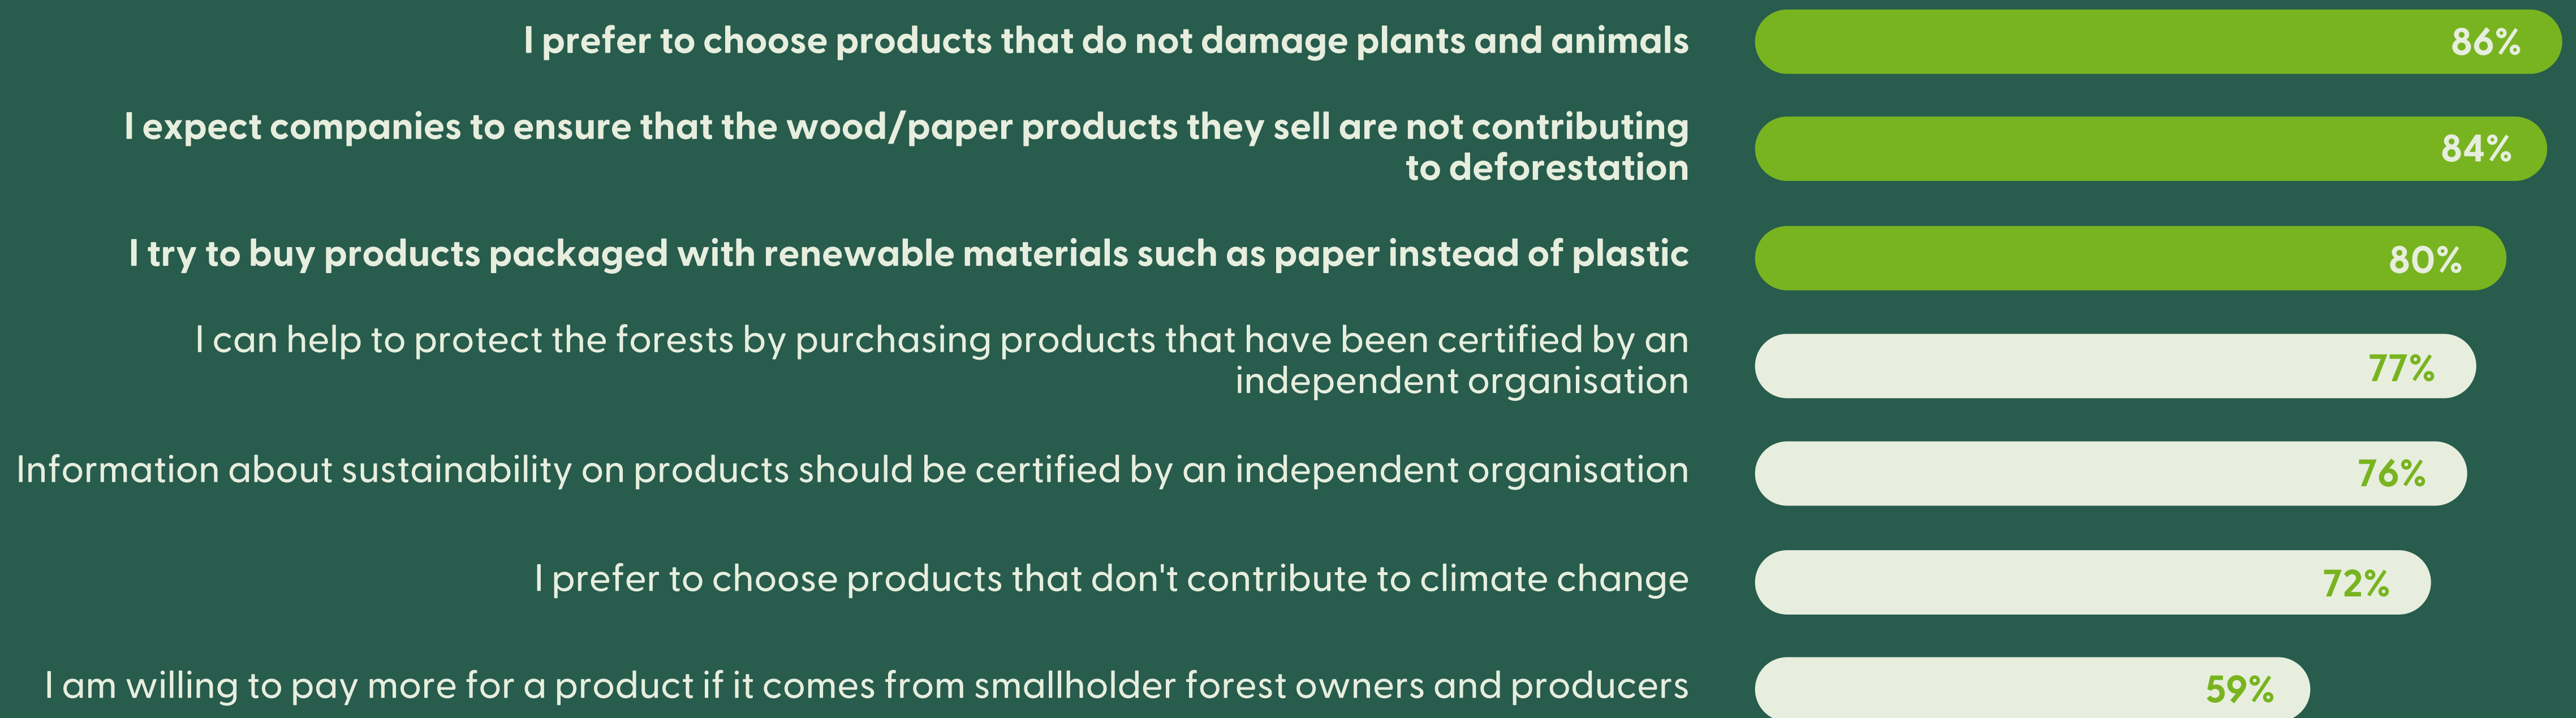 I prefer to choose products that do not damage plants and animals
86%
I expect companies to ensure that the wood/paper products they sell are not contributing
to deforestation
84%
I try to buy products packaged with renewable materials such as paper instead of plastic
80%
I can help to protect the forests by purchasing products that have been certified by an
independent organisation
77%
Information about sustainability on products should be certified by an independent organisation
76%
I prefer to choose products that don't contribute to climate change
72%
I am willing to pay more for a product if it comes from smallholder forest owners and producers
59%